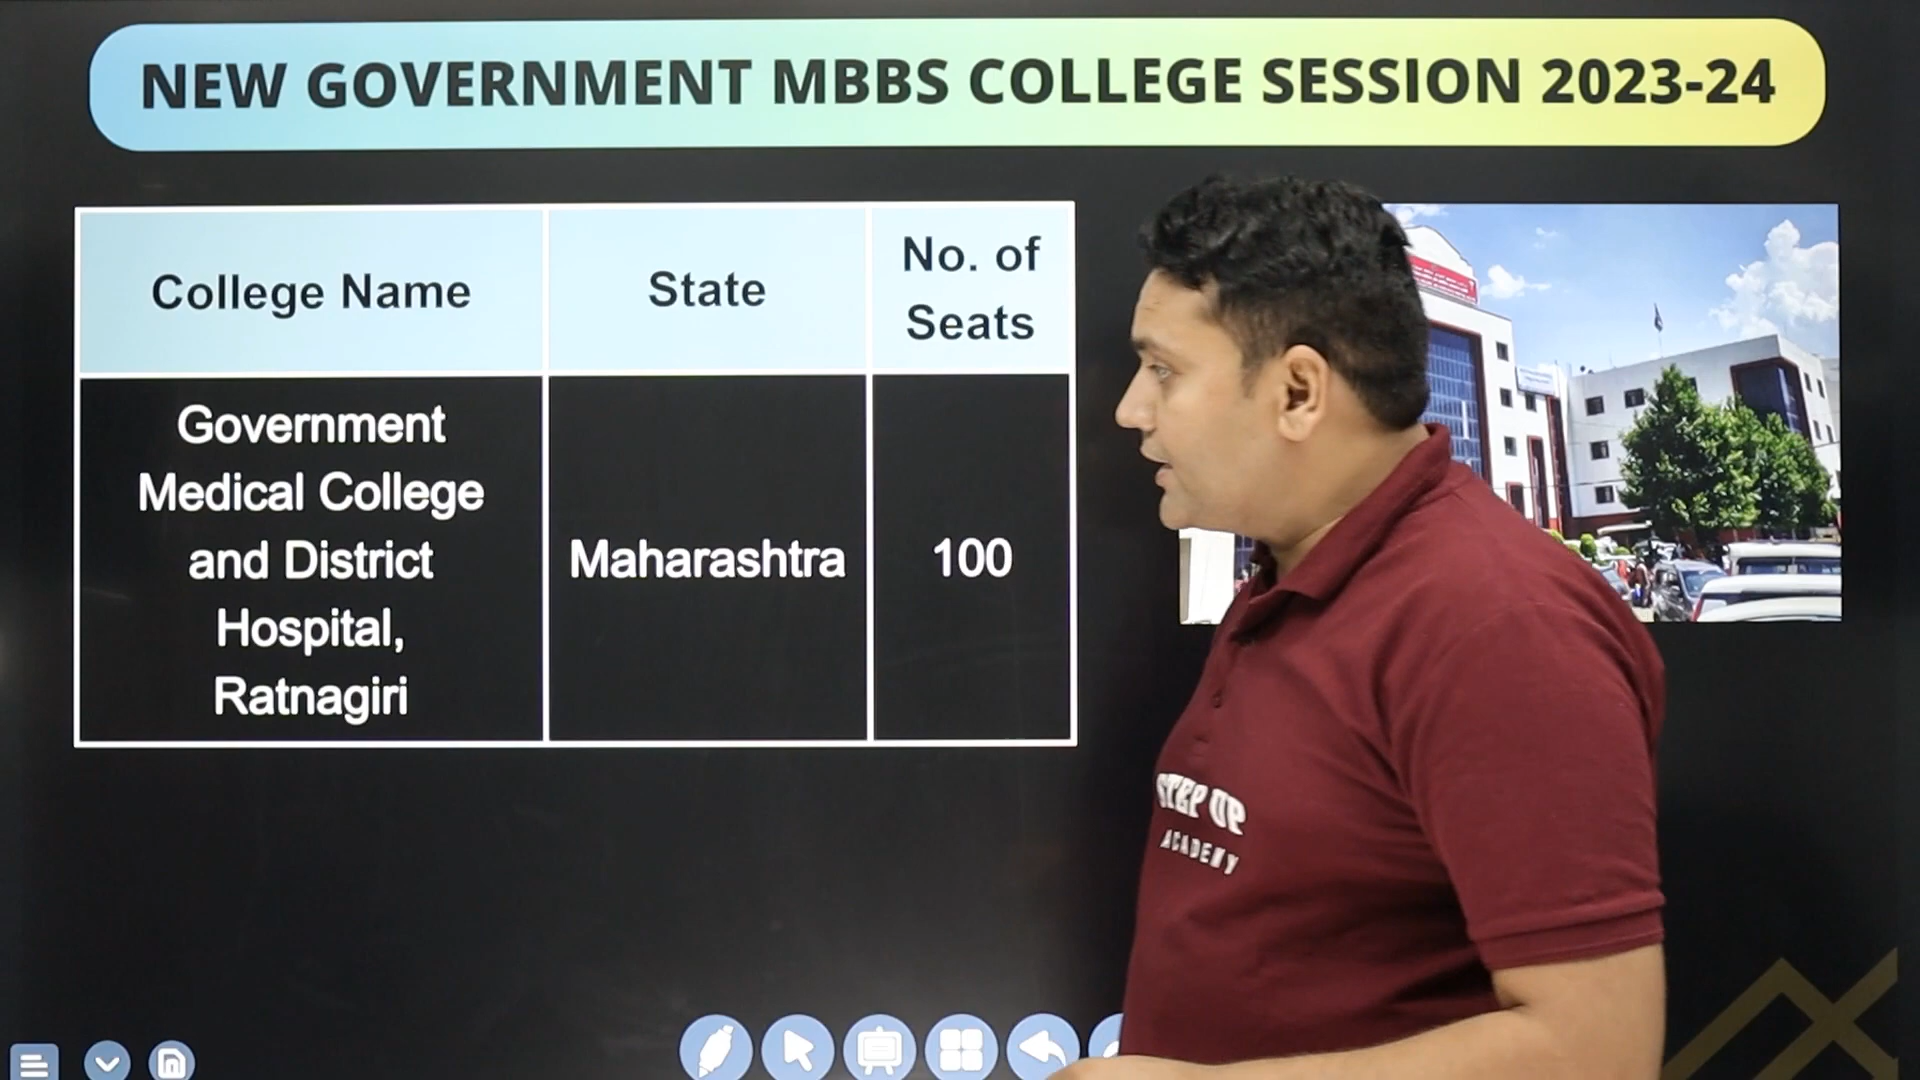 NEW GOVERNMENT MBBS COLLEGE SESSION 2023-24
College Name
State
No. of
Seats
Government
Medical College
and District
Hospital,
Ratnagiri
Maharashtra
100
STEP UP
ACADEMY